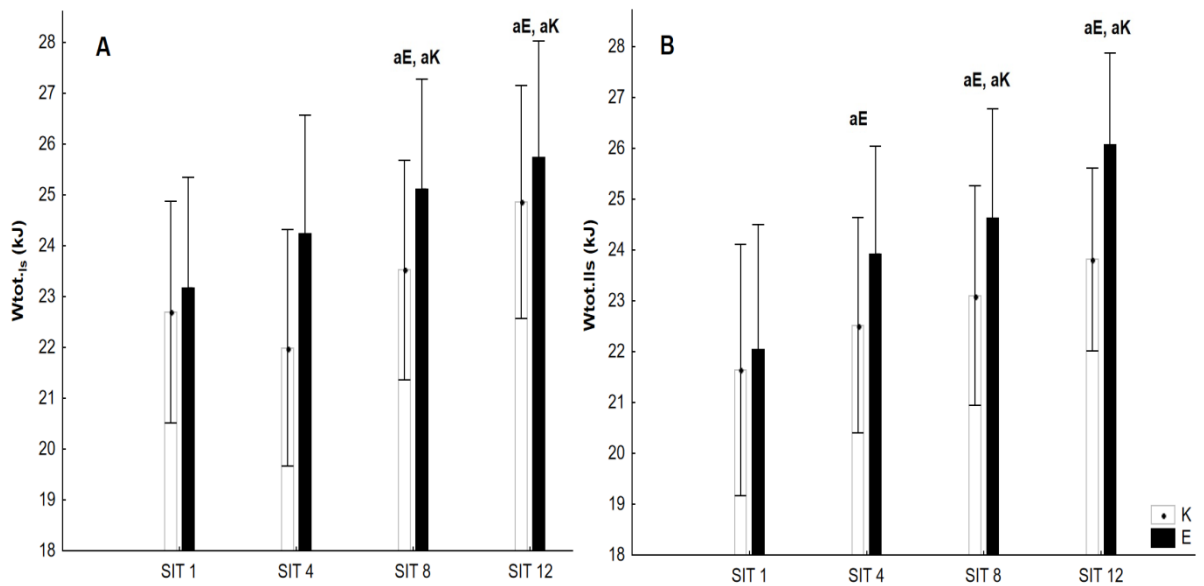 A
aE, aK
aE, aK
28
27
26
25
24
23
22
21
20
19
18
Wtot.Is (kJ)
SIT 1
SIT 4
SIT 8
SIT 12
B
aE
aE, aK
aE, aK
28
27
26
25
24
23
22
21
20
19
18
Wtot.IIs (kJ)
SIT 1
SIT 4
SIT 8
SIT 12
K
E